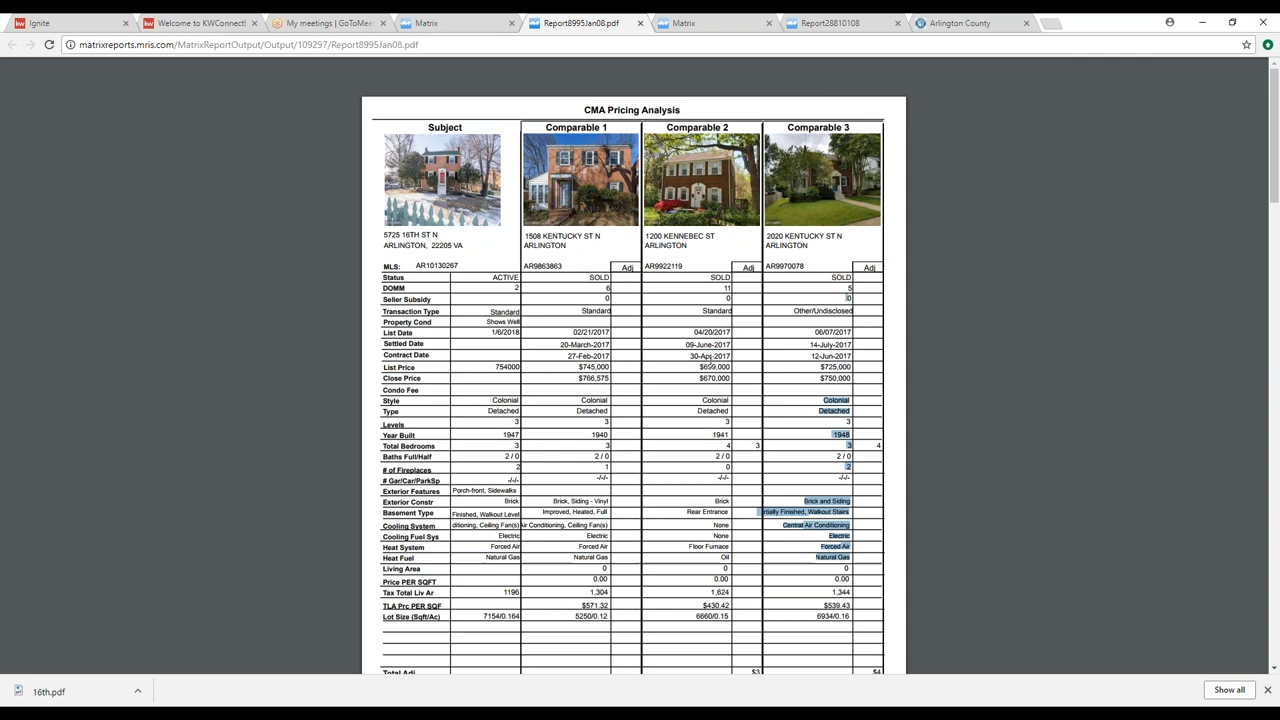 Ignite
Welcome to KWConnect!
My meetings | GoToMee
Matrix
Report8995Jan08.pdf
Matrix
Report28810108
Arlington County
matrixreports.mris.com/MatrixReportOutput/Output/109297/Report8995Jan08.pdf
CMA Pricing Analysis
Subject Comparable 1 Comparable 2 Comparable 3
5725 16TH ST N 1508 KENTUCKY ST N 1200 KENNEBEC ST 2020 KENTUCKY ST N
ARLINGTON, 22205 VA ARLINGTON ARLINGTON ARLINGTON
MLS: AR10130267 AR9863863 Adj AR9922119 Adj AR9970078 Adj
Status ACTIVE SOLD SOLD SOLD
DOMM 2 6 11 5
Seller Subsidy 0 0 0
Transaction Type Standard Standard Standard Other/Undisclosed
Property Cond Shows Well
List Date 1/6/2018 02/21/2017 04/20/2017 06/07/2017
Settled Date 20-March-2017 09-June-2017 14-July-2017
Contract Date 27-Feb-2017 30-Apr-2017 12-Jun-2017
List Price 754000 $745,000 $699,000 $725,000
Close Price $766,575 $670,000 $750,000
Condo Fee
Style Colonial Colonial Colonial Colonial
Type Detached Detached Detached Detached
Levels 3 3 3 3
Year Built 1947 1940 1941 1948
Total Bedrooms 3 3 4 3 3 4
Baths Full/Half 2 / 0 2 / 0 2 / 0 2 / 0
# of Fireplaces 2 1 0 2
# Gar/Car/ParkSp -/-/- -/-/- -/-/- -/-/-
Exterior Features Porch-front, Sidewalks
Exterior Constr Brick Brick, Siding - Vinyl Brick Brick and Siding
Basement Type Finished, Walkout Level Improved, Heated, Full Rear Entrance rtially Finished, Walkout Stairs
Cooling System ditioning, Ceiling Fan(s) Air Conditioning, Ceiling Fan(s) None Central Air Conditioning
Cooling Fuel Sys Electric Electric None Electric
Heat System Forced Air Forced Air Floor Furnace Forced Air
Heat Fuel Natural Gas Natural Gas Oil Natural Gas
Living Area 0 0 0
Price PER SQFT 0.00 0.00 0.00
Tax Total Liv Ar 1196 1,304 1,624 1,344
TLA Prc PER SQF $571.32 $430.42 $539.43
Lot Size (Sqft/Ac) 7154/0.164 5250/0.12 6660/0.15 6934/0.16
Total Adj $3 $4
16th.pdf
Show all